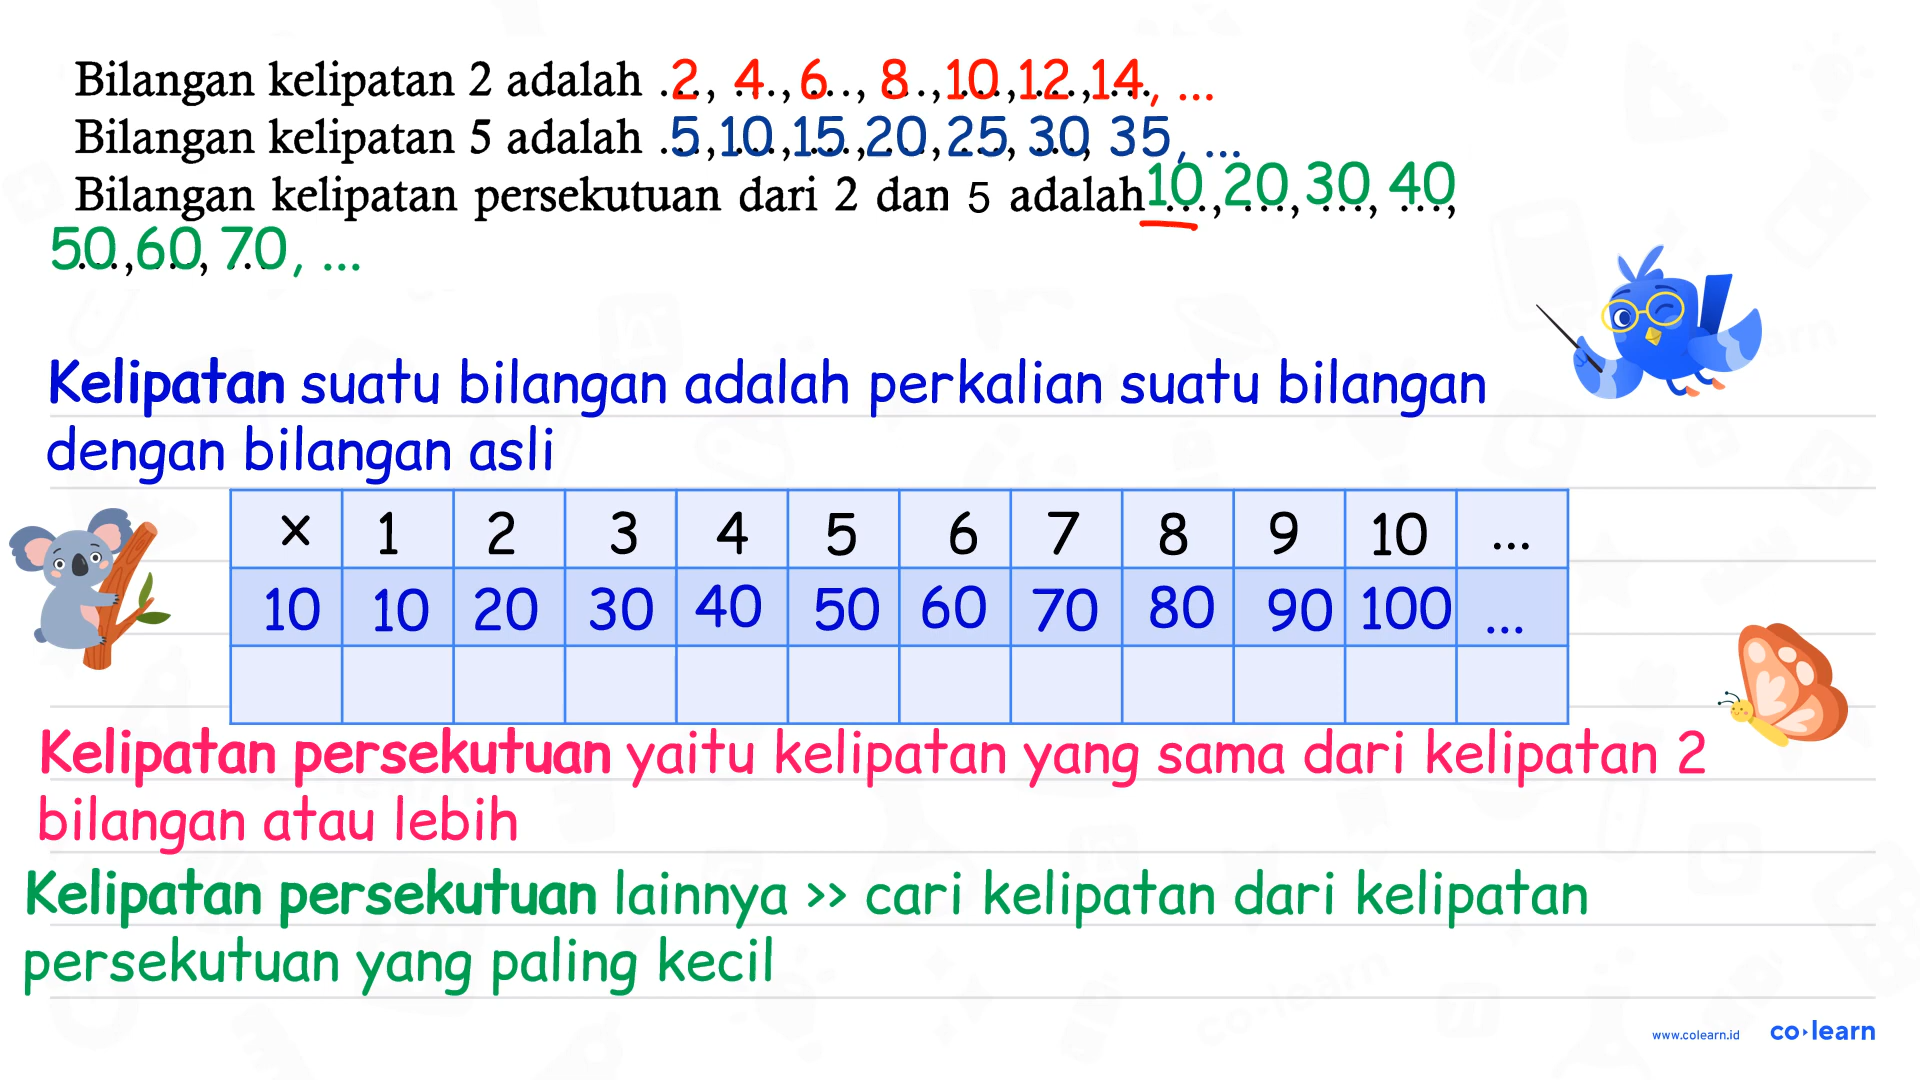 Bilangan kelipatan 2 adalah 2, 4, 6, 8, 10, 12, 14, ...
Bilangan kelipatan 5 adalah 5, 10, 15, 20, 25, 30, 35, ...
Bilangan kelipatan persekutuan dari 2 dan 5 adalah 10, 20, 30, 40,
50, 60, 70, ...
Kelipatan suatu bilangan adalah perkalian suatu bilangan
dengan bilangan asli
x 1 2 3 4 5 6 7 8 9 10 ...
10 10 20 30 40 50 60 70 80 90 100 ...
Kelipatan persekutuan yaitu kelipatan yang sama dari kelipatan 2
bilangan atau lebih
Kelipatan persekutuan lainnya >> cari kelipatan dari kelipatan
persekutuan yang paling kecil
www.colearn.id co learn